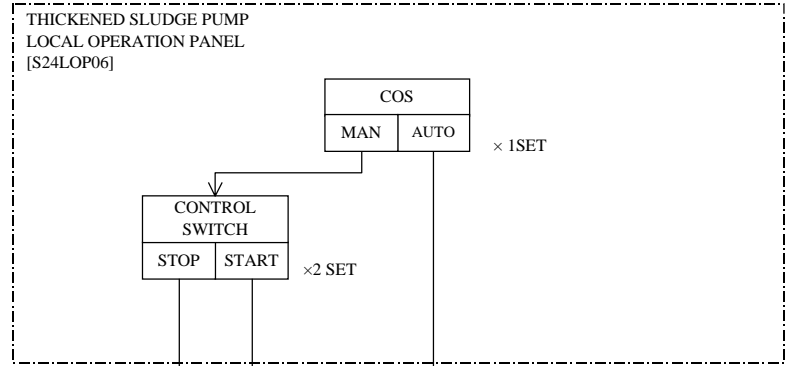 THICKENED SLUDGE PUMP
LOCAL OPERATION PANEL
[S24LOP06]
COS
MAN AUTO
× 1SET
CONTROL
SWITCH
STOP START
×2 SET